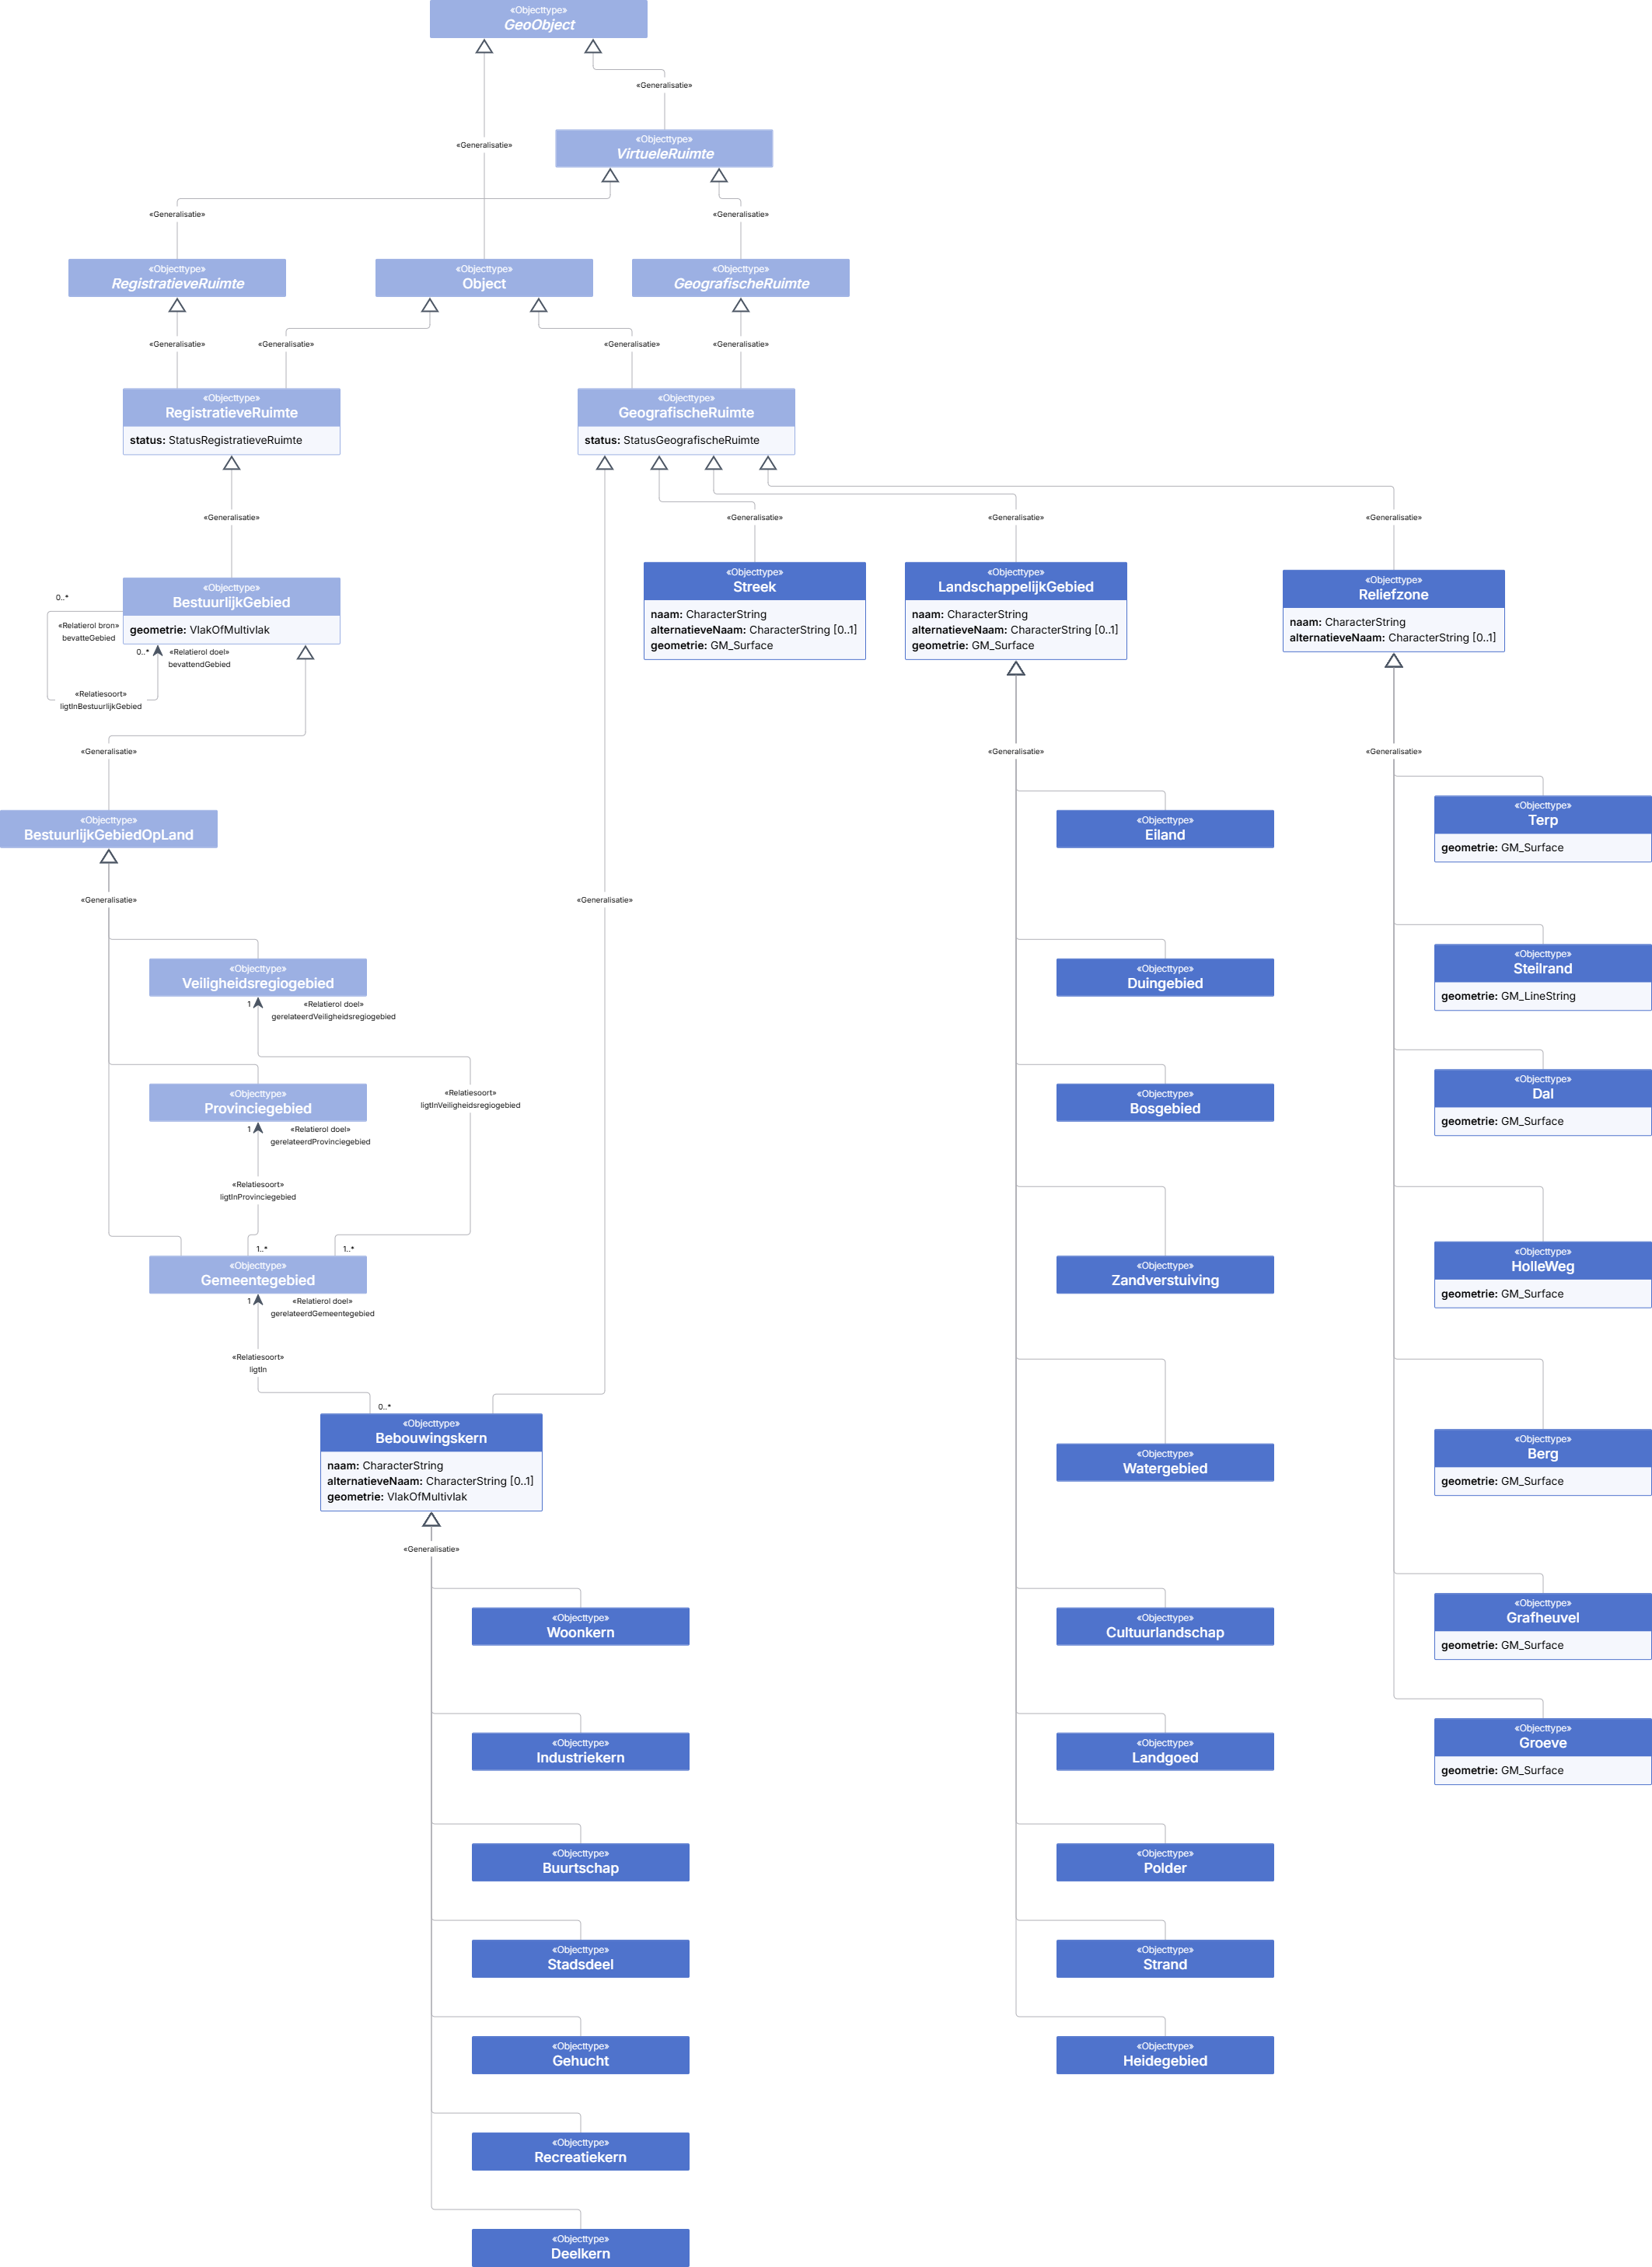 «Objecttype»
GeoObject
«Generalisatie»
«Generalisatie»
«Objecttype»
VirtueleRuimte
«Generalisatie»
«Generalisatie»
«Objecttype»
RegistratieveRuimte
«Objecttype»
Object
«Objecttype»
GeografischeRuimte
«Generalisatie»
«Generalisatie»
«Generalisatie»
«Generalisatie»
«Objecttype»
RegistratieveRuimte
status: StatusRegistratieveRuimte
«Objecttype»
GeografischeRuimte
status: StatusGeografischeRuimte
«Generalisatie»
«Generalisatie»
«Generalisatie»
«Generalisatie»
«Objecttype»
Streek
naam: CharacterString
alternatieveNaam: CharacterString [0..1]
geometrie: GM_Surface
«Objecttype»
LandschappelijkGebied
naam: CharacterString
alternatieveNaam: CharacterString [0..1]
geometrie: GM_Surface
«Objecttype»
Reliefzone
naam: CharacterString
alternatieveNaam: CharacterString [0..1]
«Objecttype»
BestuurlijkGebied
geometrie: VlakOfMultivlak
0..*
«Relatierol bron»
bevatteGebied
0..*
«Relatierol doel»
bevattendGebied
«Relatiesoort»
ligtInBestuurlijkGebied
«Generalisatie»
«Generalisatie»
«Generalisatie»
«Objecttype»
BestuurlijkGebiedOpLand
«Objecttype»
Eiland
«Objecttype»
Terp
geometrie: GM_Surface
«Generalisatie»
«Generalisatie»
«Objecttype»
Veiligheidsregiogebied
1
«Relatierol doel»
gerelateerdVeiligheidsregiogebied
«Objecttype»
Duingebied
«Objecttype»
Steilrand
geometrie: GM_LineString
«Objecttype»
Provinciegebied
«Relatiesoort»
ligtInVeiligheidsregiogebied
1
«Relatierol doel»
gerelateerdProvinciegebied
«Objecttype»
Bosgebied
«Objecttype»
Dal
geometrie: GM_Surface
«Relatiesoort»
ligtInProvinciegebied
1..*
1..*
«Objecttype»
Gemeentegebied
1
«Relatierol doel»
gerelateerdGemeentegebied
«Objecttype»
Zandverstuiving
«Objecttype»
HolleWeg
geometrie: GM_Surface
«Relatiesoort»
ligtIn
0..*
«Objecttype»
Bebouwingskern
naam: CharacterString
alternatieveNaam: CharacterString [0..1]
geometrie: VlakOfMultivlak
«Objecttype»
Watergebied
«Objecttype»
Berg
geometrie: GM_Surface
«Generalisatie»
«Objecttype»
Woonkern
«Objecttype»
Cultuurlandschap
«Objecttype»
Grafheuvel
geometrie: GM_Surface
«Objecttype»
Industriekern
«Objecttype»
Landgoed
«Objecttype»
Groeve
geometrie: GM_Surface
«Objecttype»
Buurtschap
«Objecttype»
Polder
«Objecttype»
Stadsdeel
«Objecttype»
Strand
«Objecttype»
Gehucht
«Objecttype»
Heidegebied
«Objecttype»
Recreatiekern
«Objecttype»
Deelkern